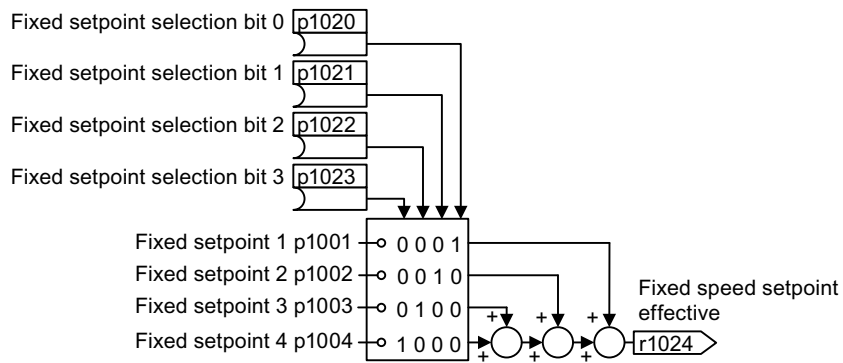 Fixed setpoint selection bit 0 p1020
Fixed setpoint selection bit 1 p1021
Fixed setpoint selection bit 2 p1022
Fixed setpoint selection bit 3 p1023
Fixed setpoint 1 p1001 0 0 0 1
Fixed setpoint 2 p1002 0 0 1 0
Fixed setpoint 3 p1003 0 1 0 0
Fixed setpoint 4 p1004 1 0 0 0
+ + +
+ + +
Fixed speed setpoint
effective
r1024